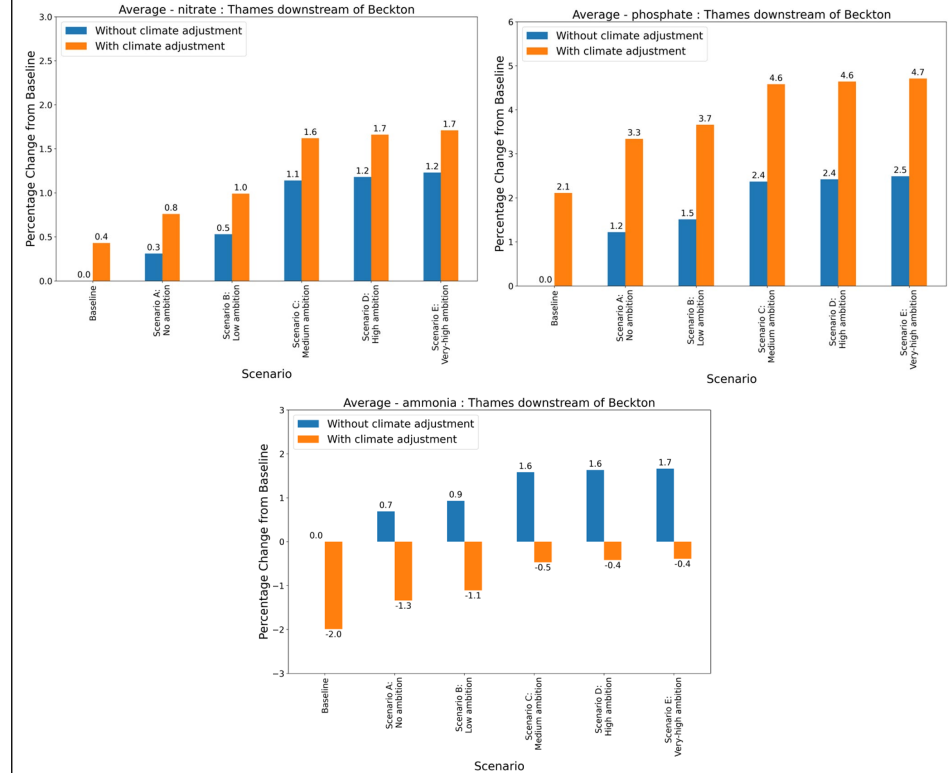 Average - nitrate : Thames downstream of Beckton
Without climate adjustment
With climate adjustment
Percentage Change from Baseline
3.0
2.5
2.0
1.5
1.0
0.5
0.0
0.0
0.4
0.3
0.8
0.5
1.0
1.1
1.6
1.2
1.7
1.2
1.7
Baseline
Scenario A:
No ambition
Scenario B:
Low ambition
Scenario C:
Medium ambition
Scenario D:
High ambition
Scenario E:
Very-high ambition
Scenario
Average - phosphate : Thames downstream of Beckton
Without climate adjustment
With climate adjustment
Percentage Change from Baseline
6
5
4
3
2
1
0
0.0
2.1
1.2
3.3
1.5
3.7
2.4
4.6
2.4
4.6
2.5
4.7
Baseline
Scenario A:
No ambition
Scenario B:
Low ambition
Scenario C:
Medium ambition
Scenario D:
High ambition
Scenario E:
Very-high ambition
Scenario
Average - ammonia : Thames downstream of Beckton
Without climate adjustment
With climate adjustment
Percentage Change from Baseline
3
2
1
0
−1
−2
−3
0.0
-2.0
0.7
-1.3
0.9
-1.1
1.6
-0.5
1.6
-0.4
1.7
-0.4
Baseline
Scenario A:
No ambition
Scenario B:
Low ambition
Scenario C:
Medium ambition
Scenario D:
High ambition
Scenario E:
Very-high ambition
Scenario